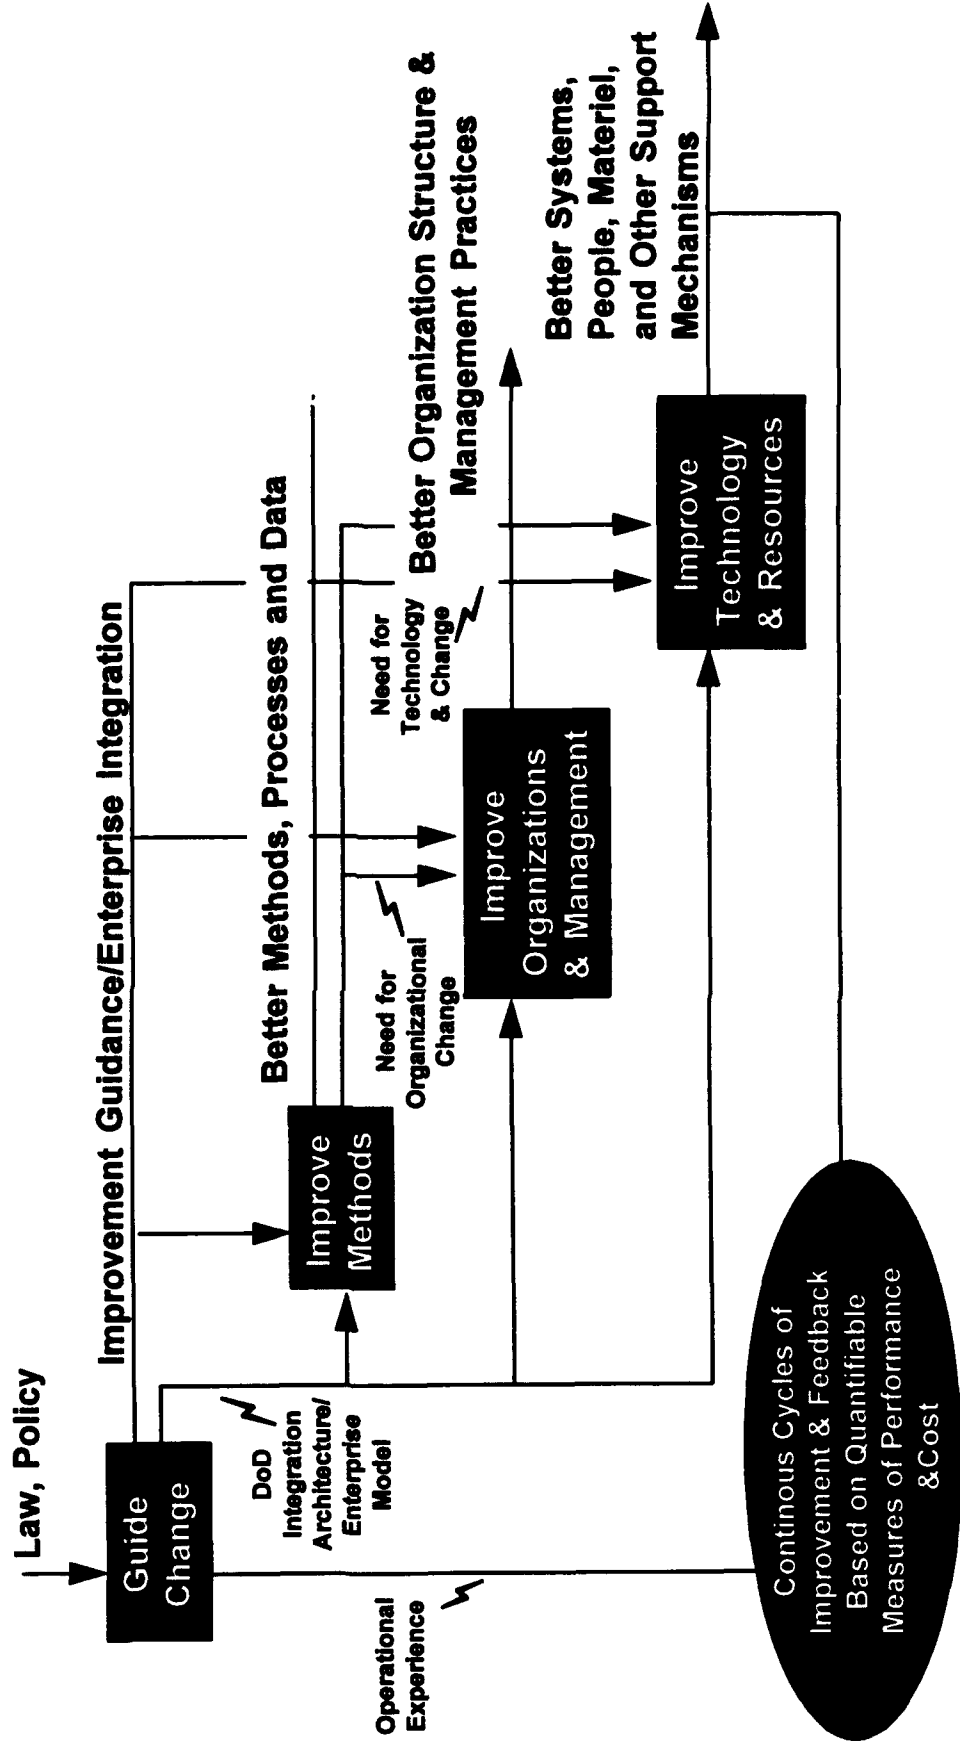 Law, Policy
Guide
Change
Improvement Guidance/Enterprise Integration
DoD
Integration
Architecture/
Enterprise
Model
Operational
Experience
Improve
Methods
Better Methods, Processes and Data
Need for
Organizational
Change
Improve
Organizations
& Management
Need for
Technology
& Change
Better Organization Structure &
Management Practices
Improve
Technology
& Resources
Better Systems,
People, Materiel,
and Other Support
Mechanisms
Continous Cycles of
Improvement & Feedback
Based on Quantifiable
Measures of Performance
&Cost